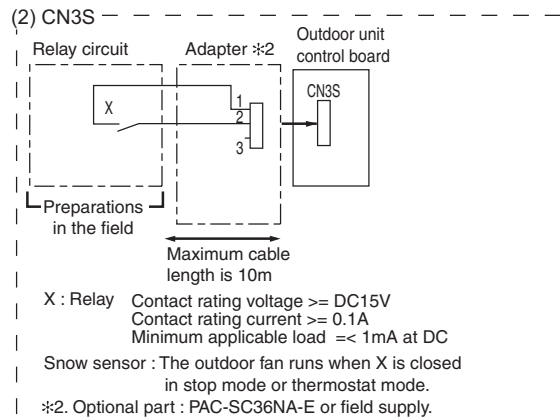 (2) CN3S
Relay circuit
Adapter ✻2
Outdoor unit
control board
X
1
2
3
CN3S
Preparations
in the field
Maximum cable
length is 10m
X : Relay Contact rating voltage >= DC15V
Contact rating current >= 0.1A
Minimum applicable load =< 1mA at DC
Snow sensor : The outdoor fan runs when X is closed
in stop mode or thermostat mode.
✻2. Optional part : PAC-SC36NA-E or field supply.